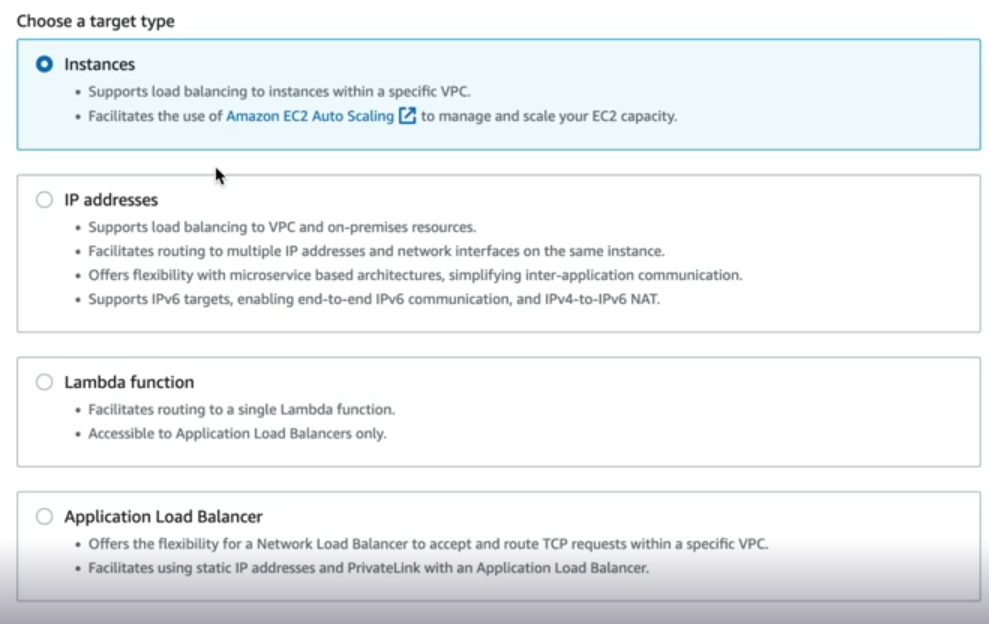 Choose a target type
Instances
• Supports load balancing to instances within a specific VPC.
• Facilitates the use of Amazon EC2 Auto Scaling to manage and scale your EC2 capacity.
IP addresses
• Supports load balancing to VPC and on-premises resources.
• Facilitates routing to multiple IP addresses and network interfaces on the same instance.
• Offers flexibility with microservice based architectures, simplifying inter-application communication.
• Supports IPv6 targets, enabling end-to-end IPv6 communication, and IPv4-to-IPv6 NAT.
Lambda function
• Facilitates routing to a single Lambda function.
• Accessible to Application Load Balancers only.
Application Load Balancer
• Offers the flexibility for a Network Load Balancer to accept and route TCP requests within a specific VPC.
• Facilitates using static IP addresses and PrivateLink with an Application Load Balancer.